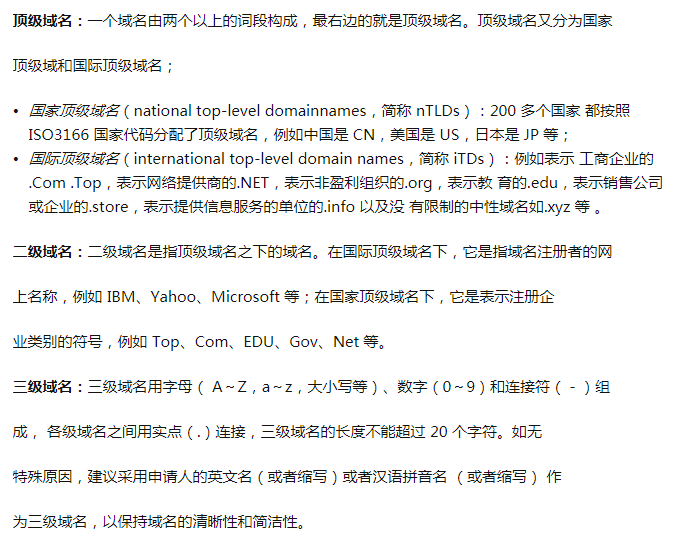 顶级域名：一个域名由两个以上的词段构成，最右边的就是顶级域名。顶级域名又分为国家
顶级域和国际顶级域名；
• 国家顶级域名（national top-level domainnames，简称 nTLDs）：200 多个国家 都按照
ISO3166 国家代码分配了顶级域名，例如中国是 CN，美国是 US，日本是 JP 等；
• 国际顶级域名（international top-level domain names，简称 iTDs）：例如表示 工商企业的
.Com .Top，表示网络提供商的.NET，表示非盈利组织的.org，表示教 育的.edu，表示销售公司
或企业的.store，表示提供信息服务的单位的.info 以及没 有限制的中性域名如.xyz 等 。
二级域名：二级域名是指顶级域名之下的域名。在国际顶级域名下，它是指域名注册者的网
上名称，例如 IBM、Yahoo、Microsoft 等；在国家顶级域名下，它是表示注册企
业类别的符号，例如 Top、Com、EDU、Gov、Net 等。
三级域名：三级域名用字母（ A～Z，a～z，大小写等）、数字（0～9）和连接符（ - ）组
成， 各级域名之间用实点（.）连接，三级域名的长度不能超过 20 个字符。如无
特殊原因，建议采用申请人的英文名（或者缩写）或者汉语拼音名 （或者缩写） 作
为三级域名，以保持域名的清晰性和简洁性。